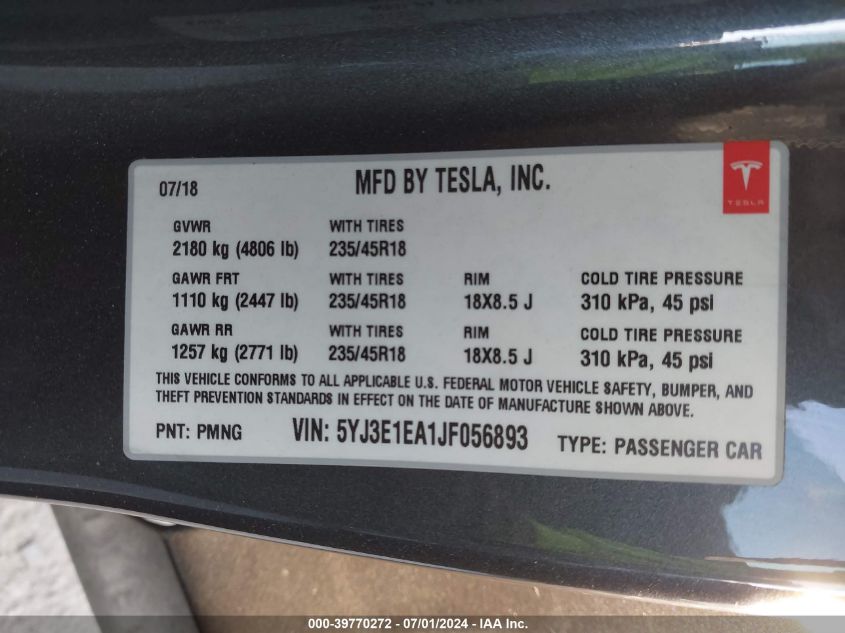 07/18
MFD BY TESLA, INC.
TESLA
GVWR WITH TIRES
2180 kg (4806 lb) 235/45R18
GAWR FRT WITH TIRES RIM COLD TIRE PRESSURE
1110 kg (2447 lb) 235/45R18 18X8.5 J 310 kPa, 45 psi
GAWR RR WITH TIRES RIM COLD TIRE PRESSURE
1257 kg (2771 lb) 235/45R18 18X8.5 J 310 kPa, 45 psi
THIS VEHICLE CONFORMS TO ALL APPLICABLE U.S. FEDERAL MOTOR VEHICLE SAFETY, BUMPER, AND
THEFT PREVENTION STANDARDS IN EFFECT ON THE DATE OF MANUFACTURE SHOWN ABOVE.
PNT: PMNG VIN: 5YJ3E1EA1JF056893 TYPE: PASSENGER CAR
000-39770272 - 07/01/2024 - IAA Inc.